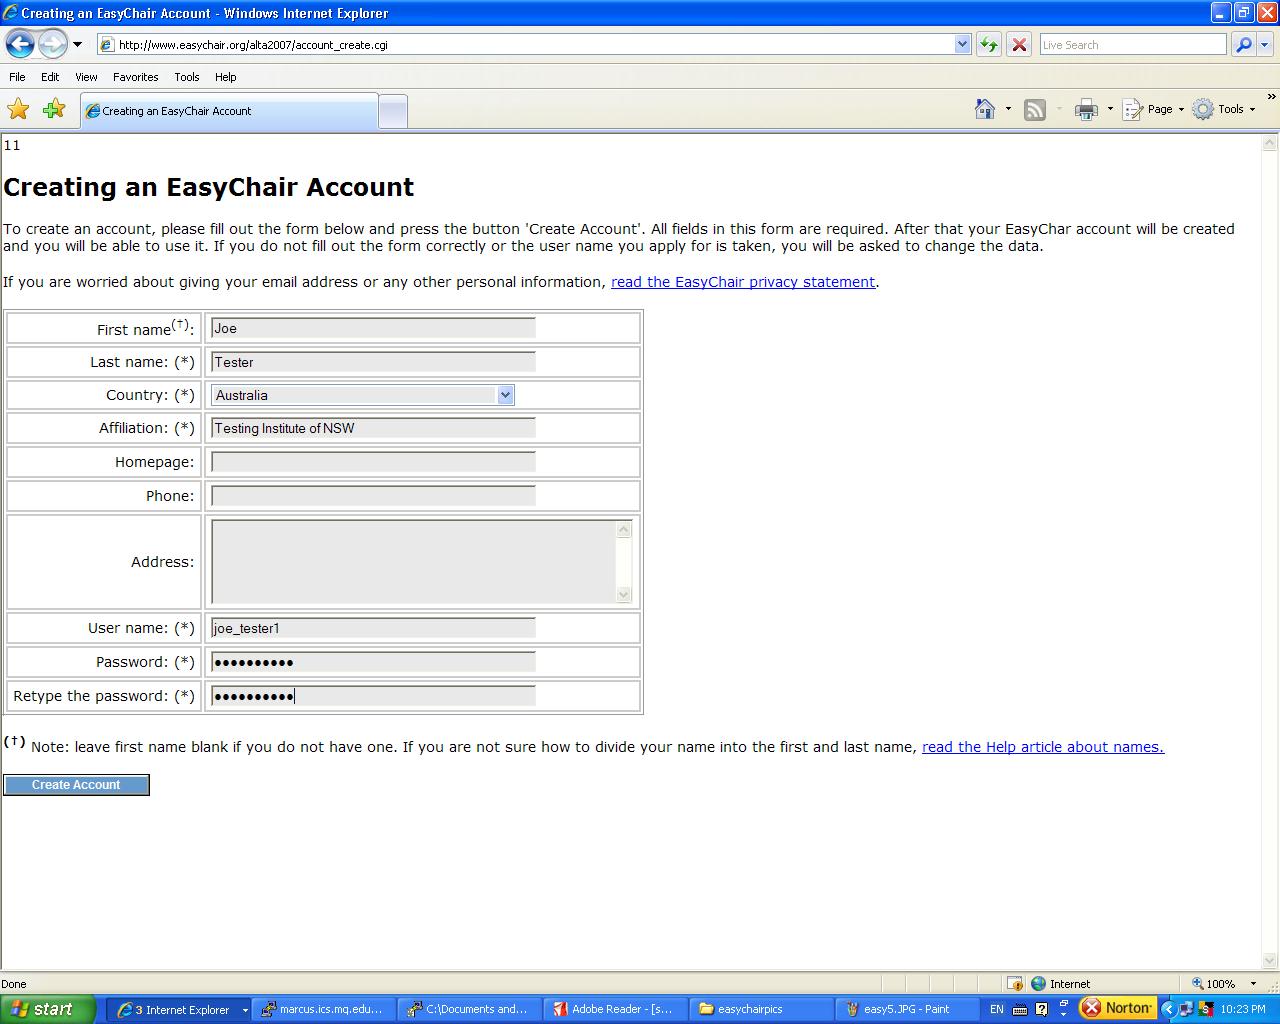 Creating an EasyChair Account - Windows Internet Explorer
http://www.easychair.org/alta2007/account_create.cgi
Live Search
File Edit View Favorites Tools Help
Creating an EasyChair Account
Page Tools
11
Creating an EasyChair Account
To create an account, please fill out the form below and press the button 'Create Account'. All fields in this form are required. After that your EasyChar account will be created
and you will be able to use it. If you do not fill out the form correctly or the user name you apply for is taken, you will be asked to change the data.
If you are worried about giving your email address or any other personal information, read the EasyChair privacy statement.
First name(†): Joe
Last name: (*) Tester
Country: (*) Australia
Affiliation: (*) Testing Institute of NSW
Homepage:
Phone:
Address:
User name: (*) joe_tester1
Password: (*) ••••••••••
Retype the password: (*) ••••••••••
(†) Note: leave first name blank if you do not have one. If you are not sure how to divide your name into the first and last name, read the Help article about names.
Create Account
Done Internet 100%
start 3 Internet Explorer marcus.ics.mq.edu... C:\Documents and... Adobe Reader - [s... easychairpics easy5.JPG - Paint EN Norton 10:23 PM